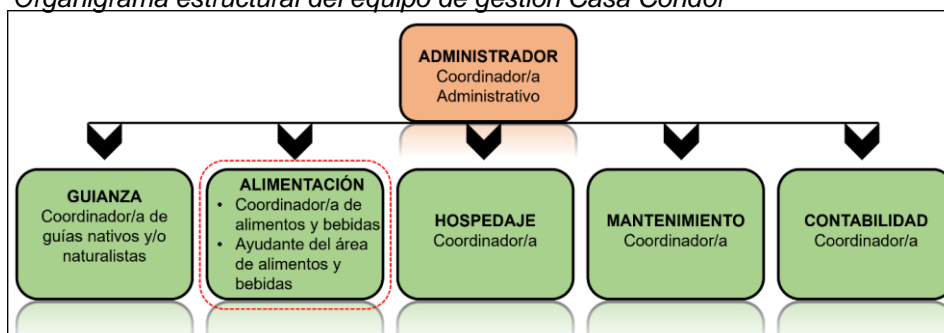 Organigrama estructural del equipo de gestión Casa Cóndor
ADMINISTRADOR
Coordinador/a
Administrativo
GUIANZA
Coordinador/a de
guías nativos y/o
naturalistas
ALIMENTACIÓN
• Coordinador/a de
alimentos y bebidas
• Ayudante del área
de alimentos y
bebidas
HOSPEDAJE
Coordinador/a
MANTENIMIENTO
Coordinador/a
CONTABILIDAD
Coordinador/a